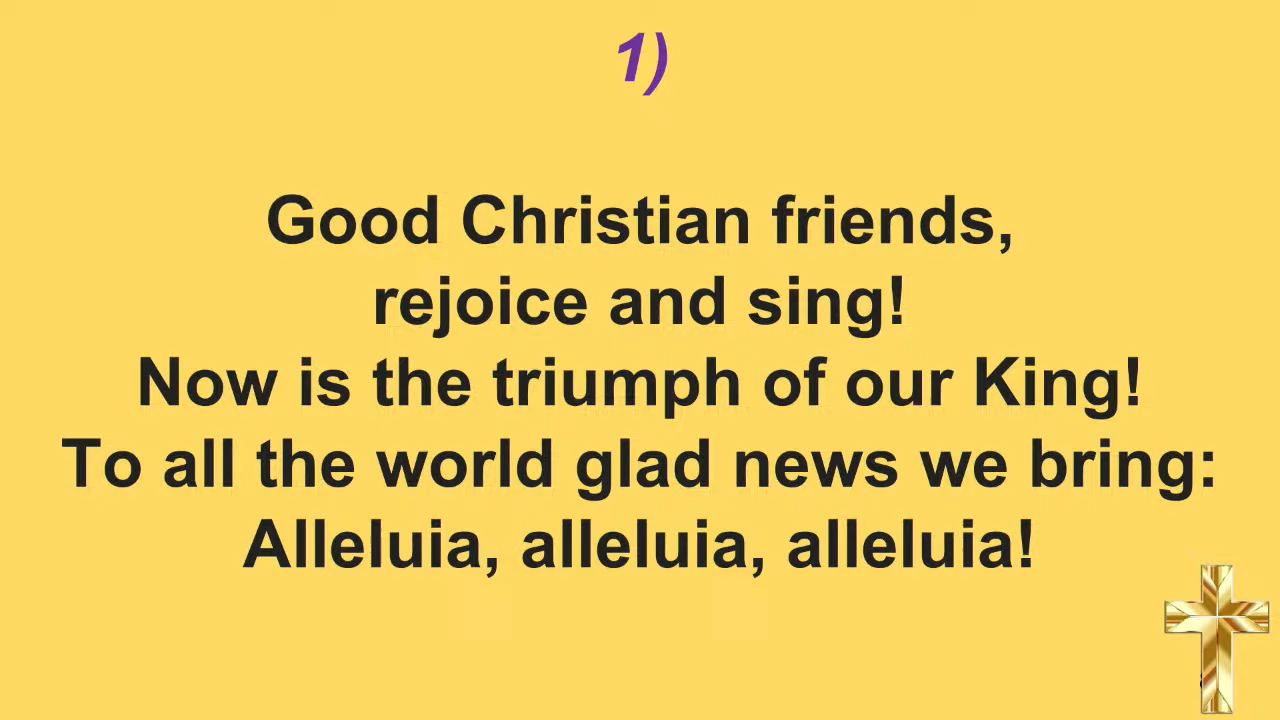 1)
Good Christian friends,
rejoice and sing!
Now is the triumph of our King!
To all the world glad news we bring:
Alleluia, alleluia, alleluia!